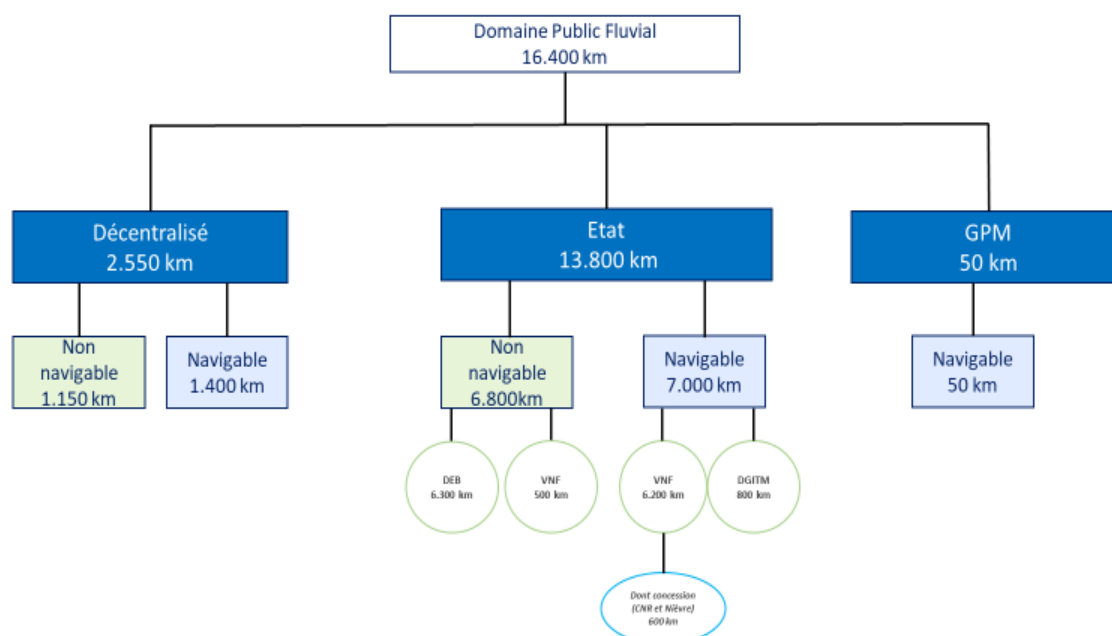 Domaine Public Fluvial
16.400 km
Décentralisé
2.550 km
Etat
13.800 km
GPM
50 km
Non
navigable
1.150 km
Navigable
1.400 km
Non
navigable
6.800km
Navigable
7.000 km
Navigable
50 km
DEB
6.300 km
VNF
500 km
VNF
6.200 km
DGITM
800 km
Dont concession
(CNR et Nièvre)
600 km